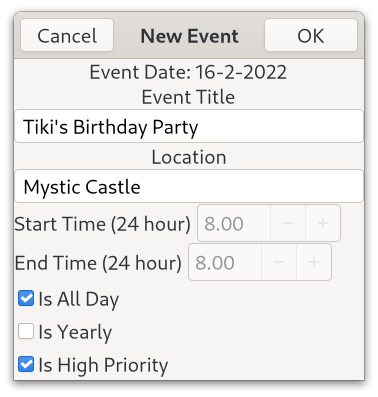 Cancel New Event OK
Event Date: 16-2-2022
Event Title
Tiki's Birthday Party
Location
Mystic Castle
Start Time (24 hour) 8.00 − +
End Time (24 hour) 8.00 − +
Is All Day
Is Yearly
Is High Priority